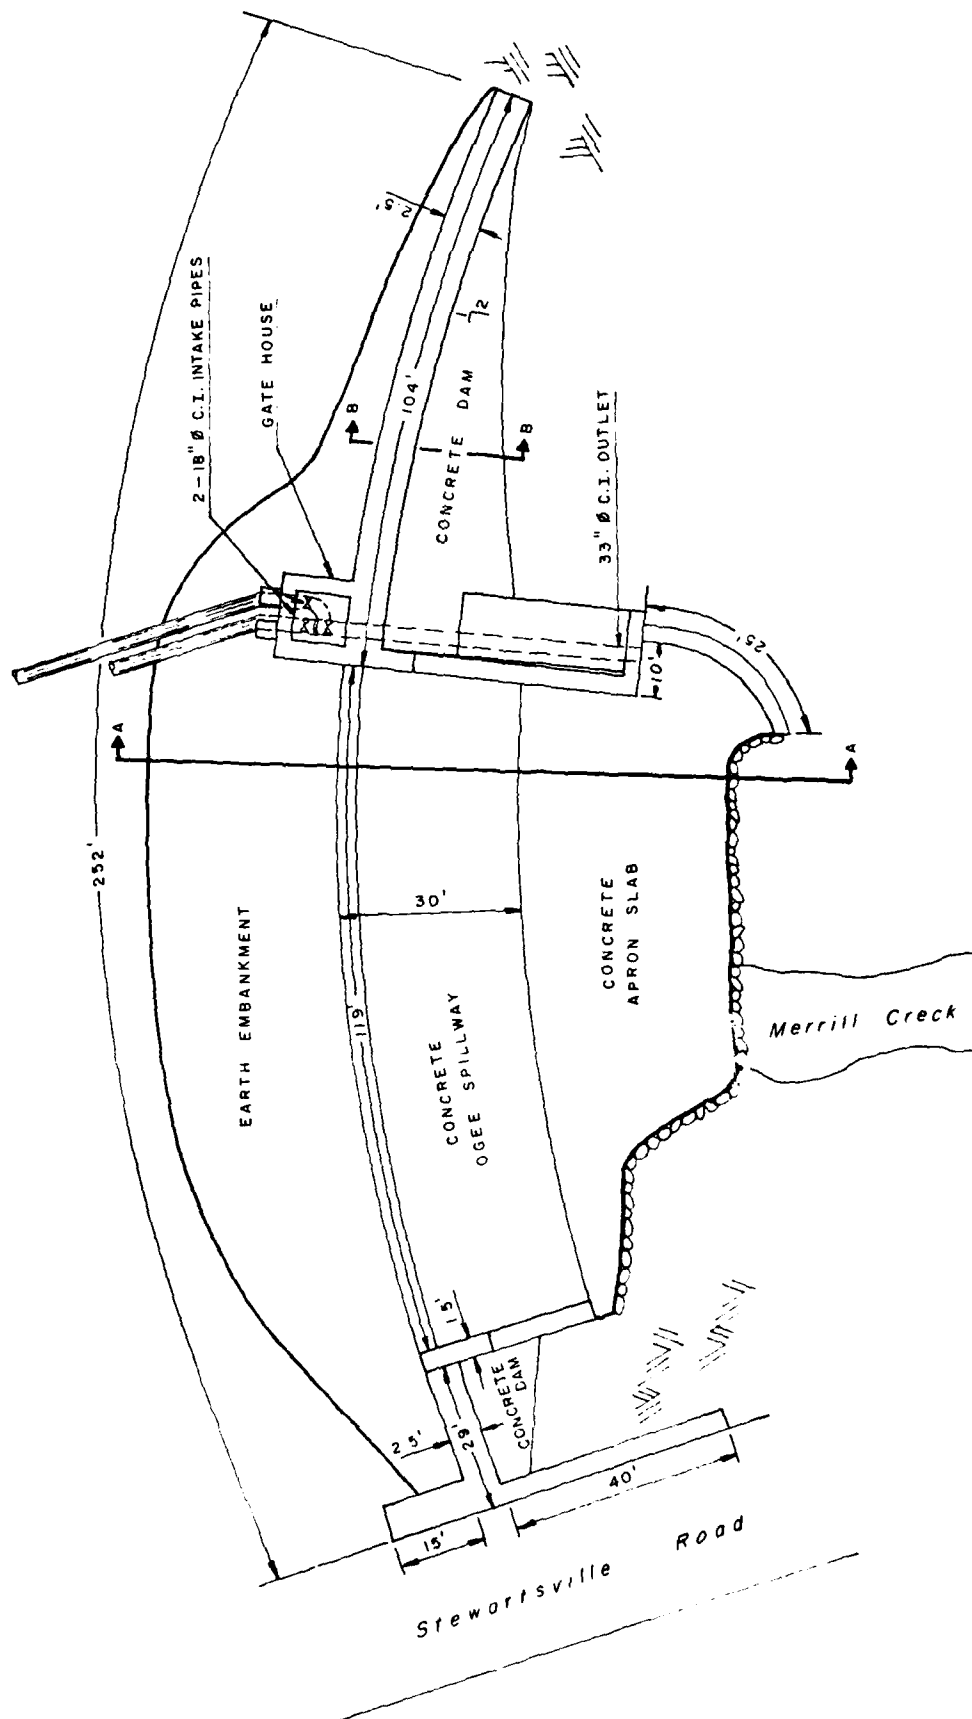 252'
2-18" Ø C.I. INTAKE PIPES
GATE HOUSE
2.5'
104'
CONCRETE DAM
1
2
B
B
33" Ø C.I. OUTLET
10'
25'
A
A
EARTH EMBANKMENT
30'
119'
CONCRETE
OGEE SPILLWAY
CONCRETE
APRON SLAB
Merrill Creek
1.5'
CONCRETE
DAM
2.5'
29'
15'
40'
Stewartsville Road